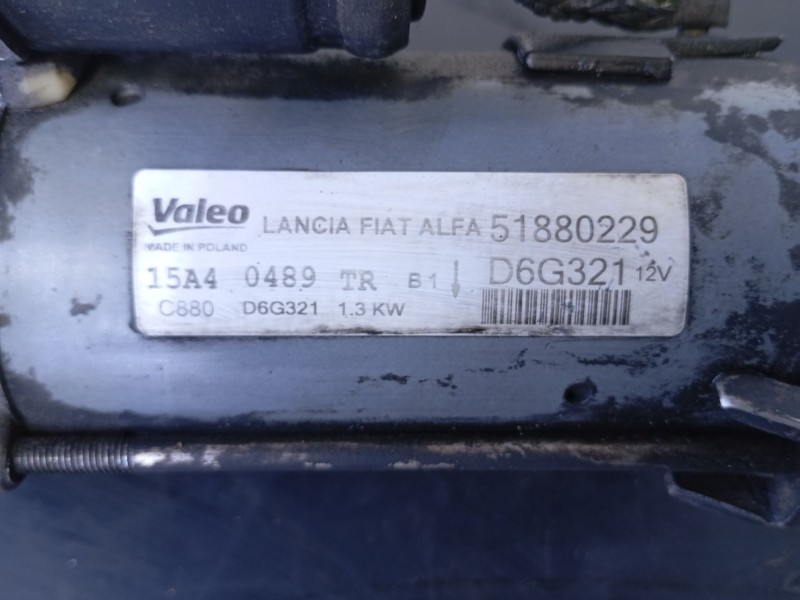 Valeo LANCIA FIAT ALFA 51880229
MADE IN POLAND
15A4 0489 TR B1 ↓ D6G321 12V
C880 D6G321 1.3 KW